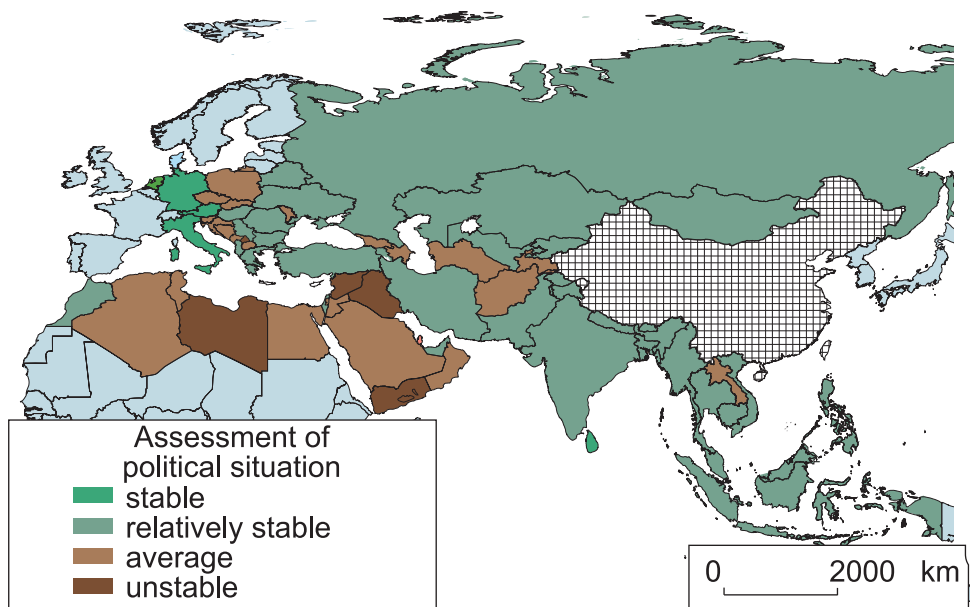 Assessment of
political situation
stable
relatively stable
average
unstable
0 2000 km